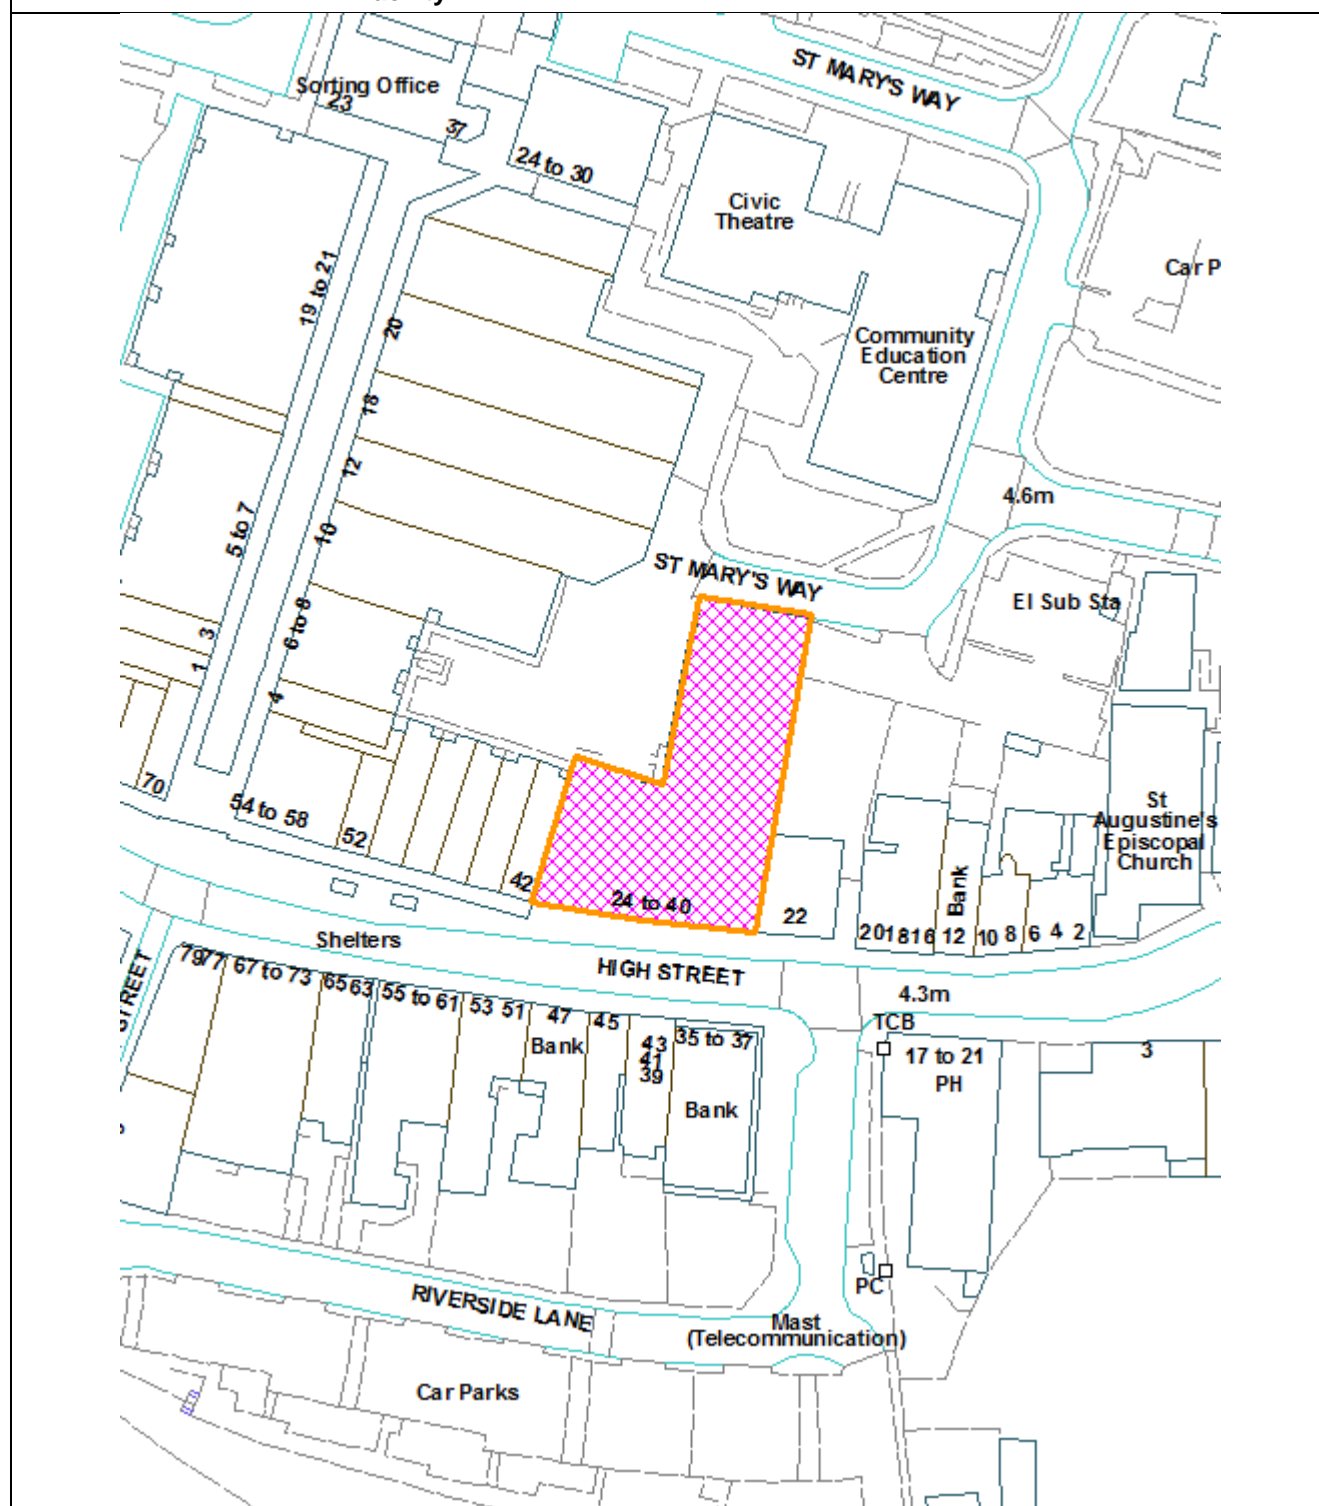 ST MARY'S WAY
Sorting Office
23
37
24 to 30
Civic
Theatre
Car P
19 to 21
20
Community
Education
Centre
18
12
4.6m
10
5 to 7
ST MARY'S WAY
El Sub Sta
6 to 8
3
1
4
70
54 to 58
52
42
24 to 40
22
20 18 16
12
Bank
10
8
6
4
2
St
Augustine's
Episcopal
Church
Shelters
HIGH STREET
4.3m
STREET
79
77
67 to 73
65
63
55 to 61
53
51
47
Bank
45
43
41
39
35 to 37
Bank
TCB
17 to 21
PH
3
PC
RIVERSIDE LANE
Mast
(Telecommunication)
Car Parks